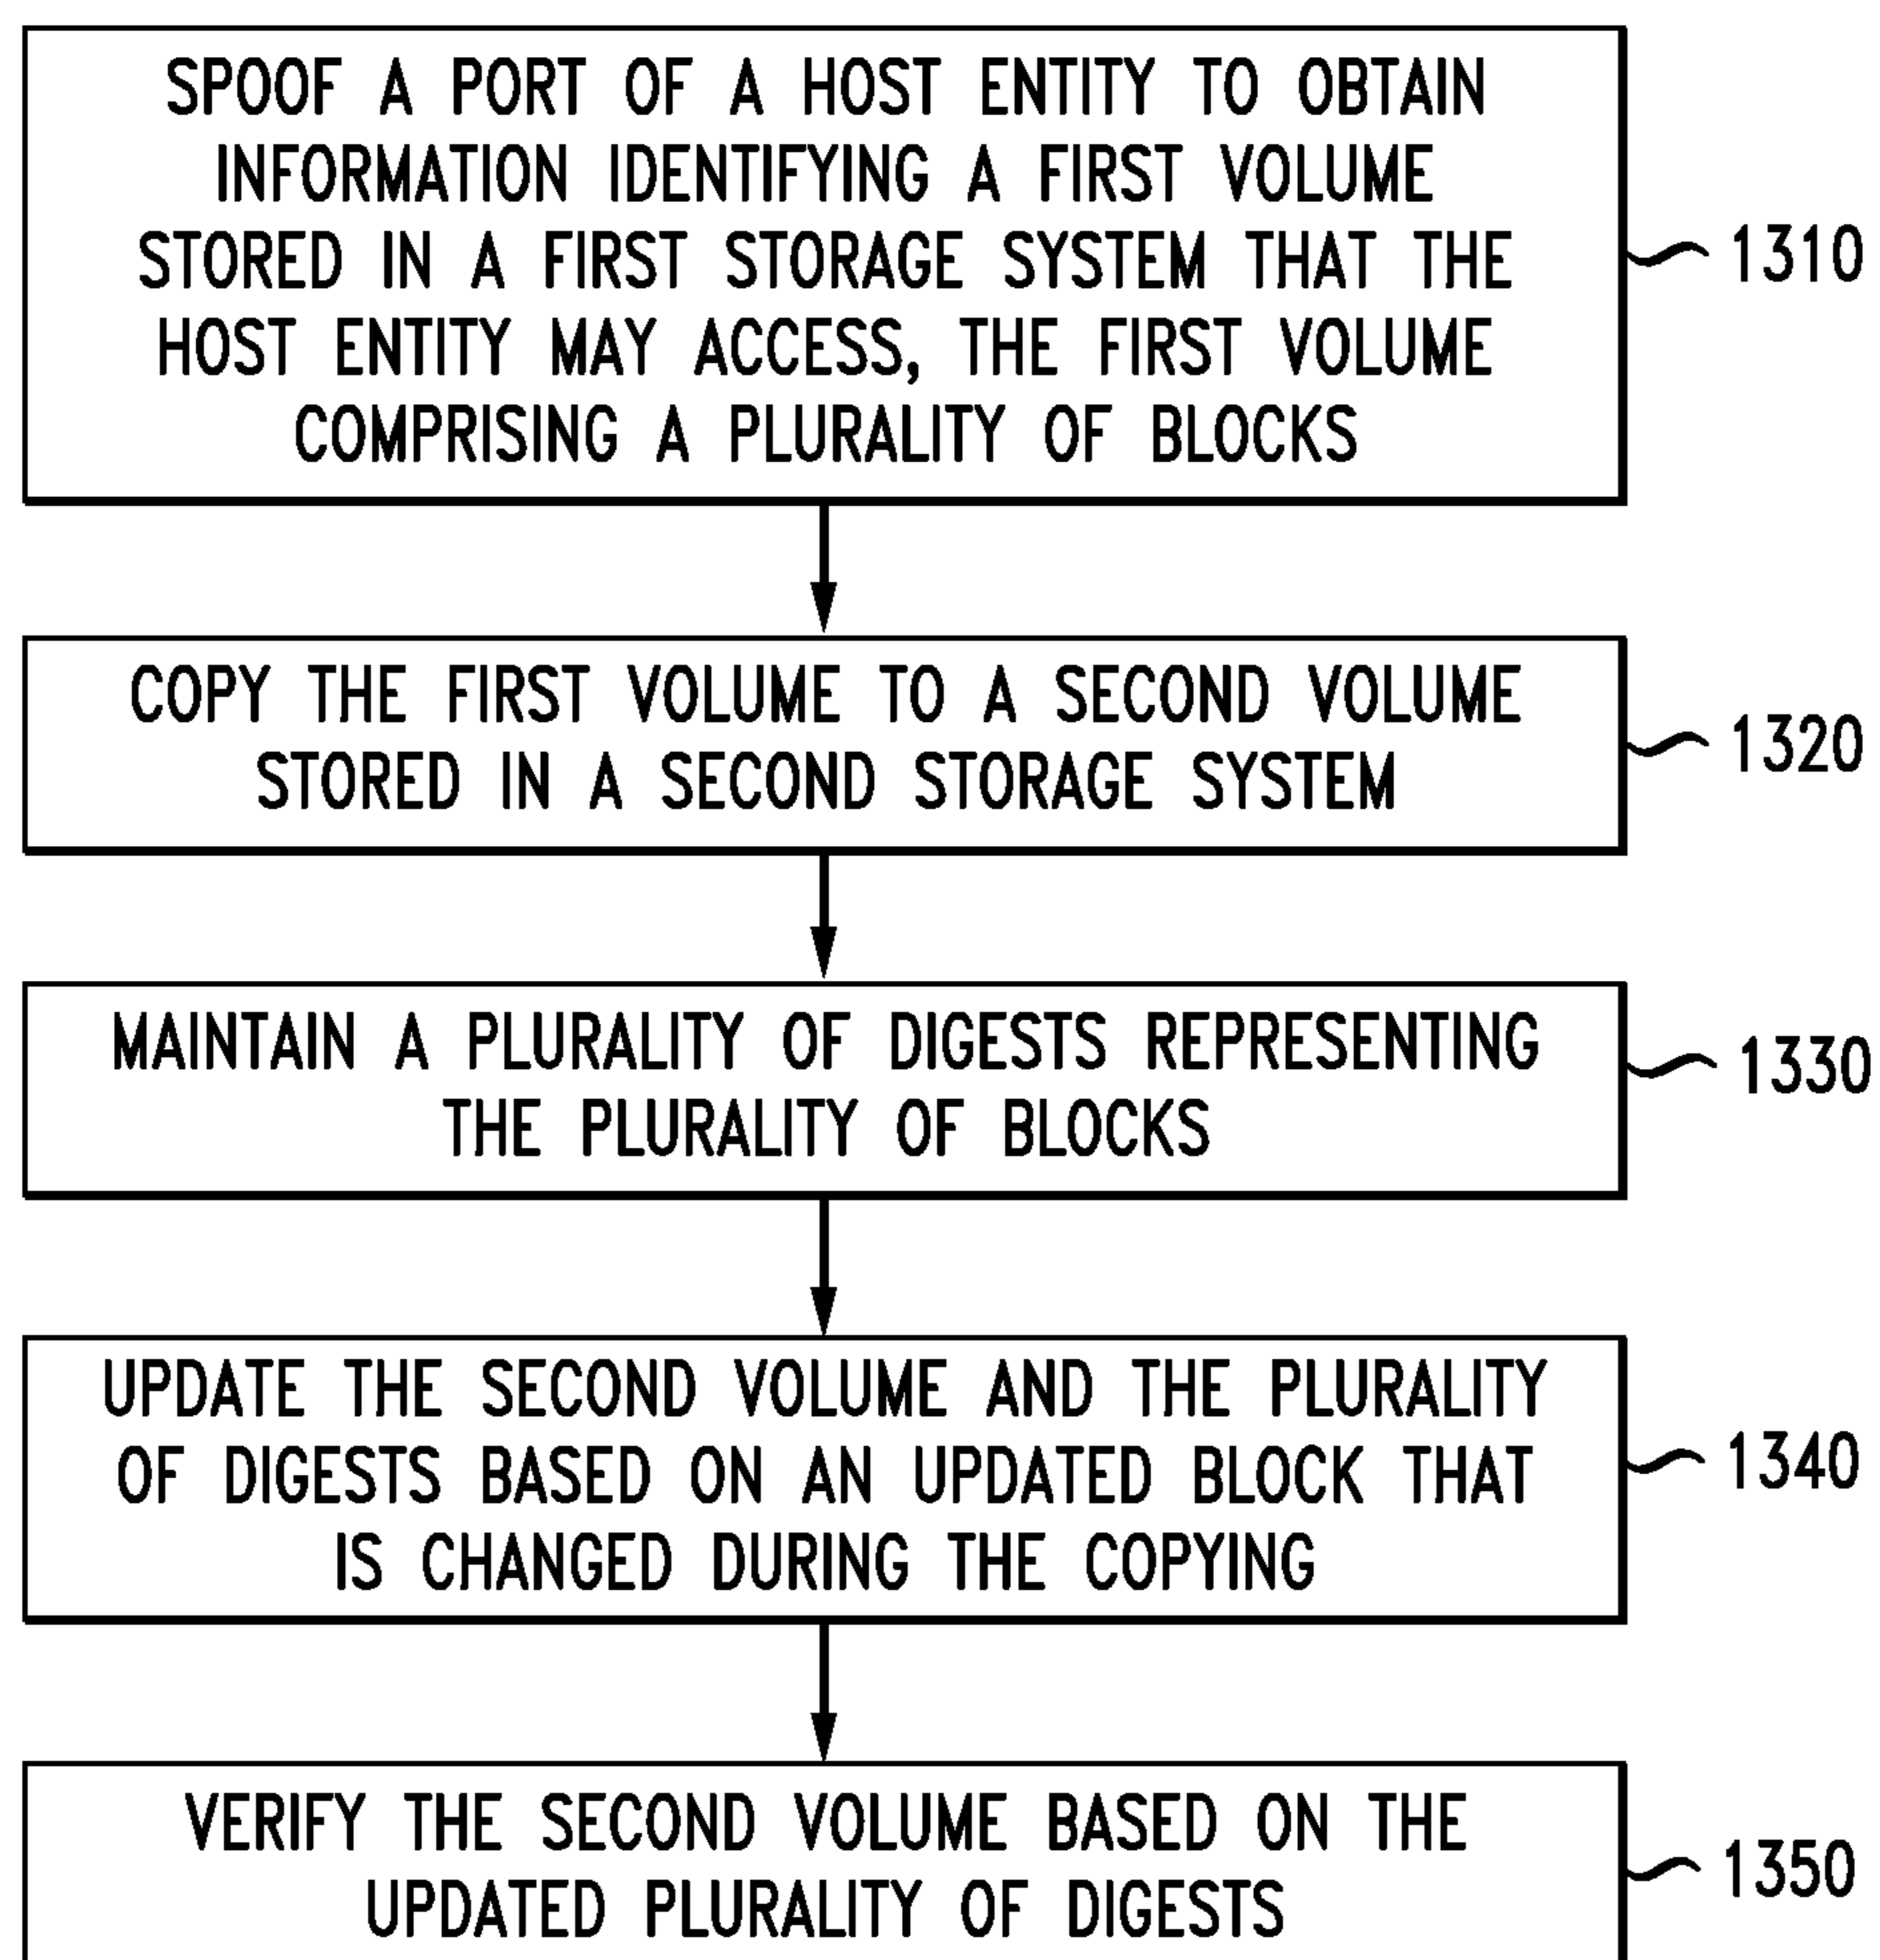 SPOOF A PORT OF A HOST ENTITY TO OBTAIN
INFORMATION IDENTIFYING A FIRST VOLUME
STORED IN A FIRST STORAGE SYSTEM THAT THE
HOST ENTITY MAY ACCESS, THE FIRST VOLUME
COMPRISING A PLURALITY OF BLOCKS
1310
COPY THE FIRST VOLUME TO A SECOND VOLUME
STORED IN A SECOND STORAGE SYSTEM
1320
MAINTAIN A PLURALITY OF DIGESTS REPRESENTING
THE PLURALITY OF BLOCKS
1330
UPDATE THE SECOND VOLUME AND THE PLURALITY
OF DIGESTS BASED ON AN UPDATED BLOCK THAT
IS CHANGED DURING THE COPYING
1340
VERIFY THE SECOND VOLUME BASED ON THE
UPDATED PLURALITY OF DIGESTS
1350